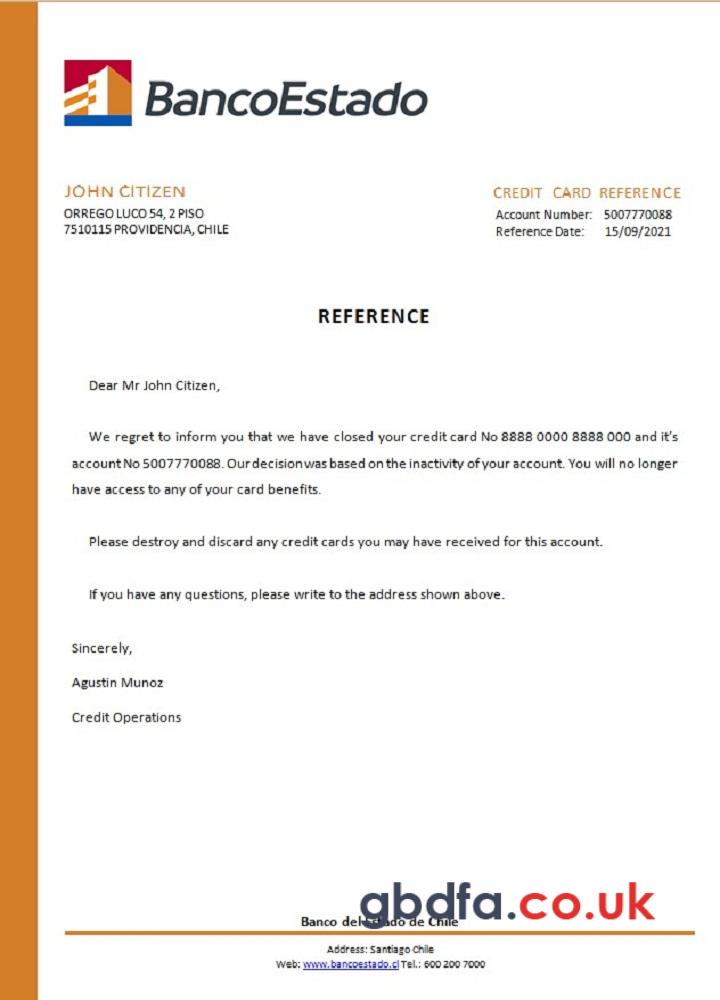 BancoEstado
JOHN CITIZEN
ORREGO LUCO 54, 2 PISO
7510115 PROVIDENCIA, CHILE
CREDIT CARD REFERENCE
Account Number: 5007770088
Reference Date: 15/09/2021
REFERENCE
Dear Mr John Citizen,
We regret to inform you that we have closed your credit card No 8888 0000 8888 000 and it's
account No 5007770088. Our decision was based on the inactivity of your account. You will no longer
have access to any of your card benefits.
Please destroy and discard any credit cards you may have received for this account.
If you have any questions, please write to the address shown above.
Sincerely,
Agustin Munoz
Credit Operations
gbdfa.co.uk
Banco del Estado de Chile
Address: Santiago Chile
Web: www.bancoestado.cl Tel.: 600 200 7000